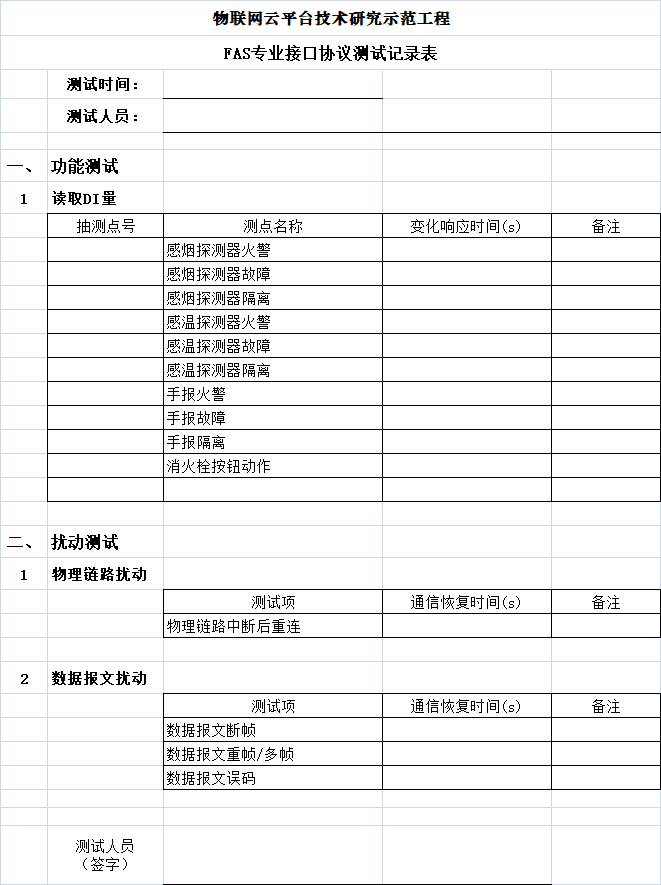 物联网云平台技术研究示范工程
FAS专业接口协议测试记录表
测试时间：
测试人员：
一、 功能测试
1 读取DI量
抽测点号 测点名称 变化响应时间(s) 备注
感烟探测器火警
感烟探测器故障
感烟探测器隔离
感温探测器火警
感温探测器故障
感温探测器隔离
手报火警
手报故障
手报隔离
消火栓按钮动作
二、 扰动测试
1 物理链路扰动
测试项 通信恢复时间(s) 备注
物理链路中断后重连
2 数据报文扰动
测试项 通信恢复时间(s) 备注
数据报文断帧
数据报文重帧/多帧
数据报文误码
测试人员
（签字）